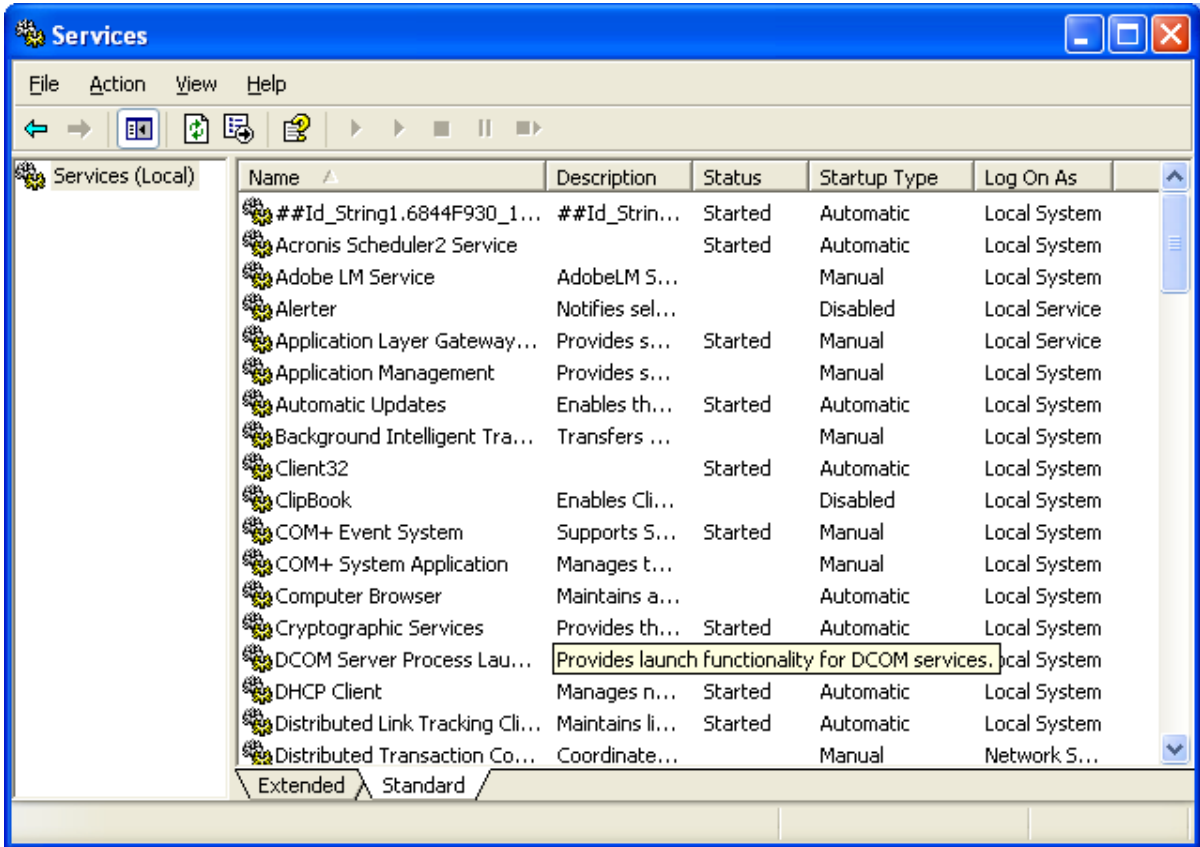 Services
File Action View Help
Services (Local)
Name Description Status Startup Type Log On As
##Id_String1.6844F930_1... ##Id_Strin... Started Automatic Local System
Acronis Scheduler2 Service Started Automatic Local System
Adobe LM Service AdobeLM S... Manual Local System
Alerter Notifies sel... Disabled Local Service
Application Layer Gateway... Provides s... Started Manual Local Service
Application Management Provides s... Manual Local System
Automatic Updates Enables th... Started Automatic Local System
Background Intelligent Tra... Transfers ... Manual Local System
Client32 Started Automatic Local System
ClipBook Enables Cli... Disabled Local System
COM+ Event System Supports S... Started Manual Local System
COM+ System Application Manages t... Manual Local System
Computer Browser Maintains a... Automatic Local System
Cryptographic Services Provides th... Started Automatic Local System
DCOM Server Process Lau... Provides launch functionality for DCOM services. ocal System
DHCP Client Manages n... Started Automatic Local System
Distributed Link Tracking Cli... Maintains li... Started Automatic Local System
Distributed Transaction Co... Coordinate... Manual Network S...
Extended Standard